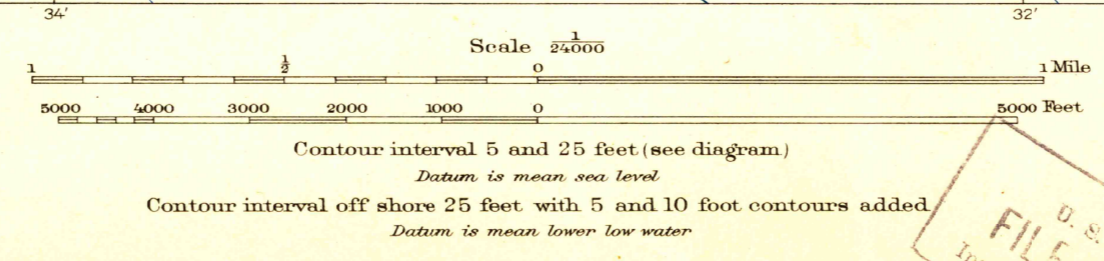 34′ 32′
Scale 1/24000
1 ½ 0 1 Mile
5000 4000 3000 2000 1000 0 5000 Feet
Contour interval 5 and 25 feet (see diagram)
Datum is mean sea level
Contour interval off shore 25 feet with 5 and 10 foot contours added
Datum is mean lower low water
U. S.
FILE